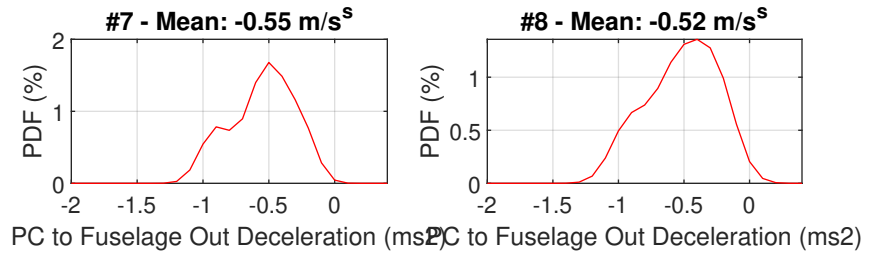 #7 - Mean: -0.55 m/s^s
#8 - Mean: -0.52 m/s^s
PDF (%)
2
1
0
-2 -1.5 -1 -0.5 0
PC to Fuselage Out Deceleration (ms2)
PDF (%)
1
0.5
0
-2 -1.5 -1 -0.5 0
PC to Fuselage Out Deceleration (ms2)